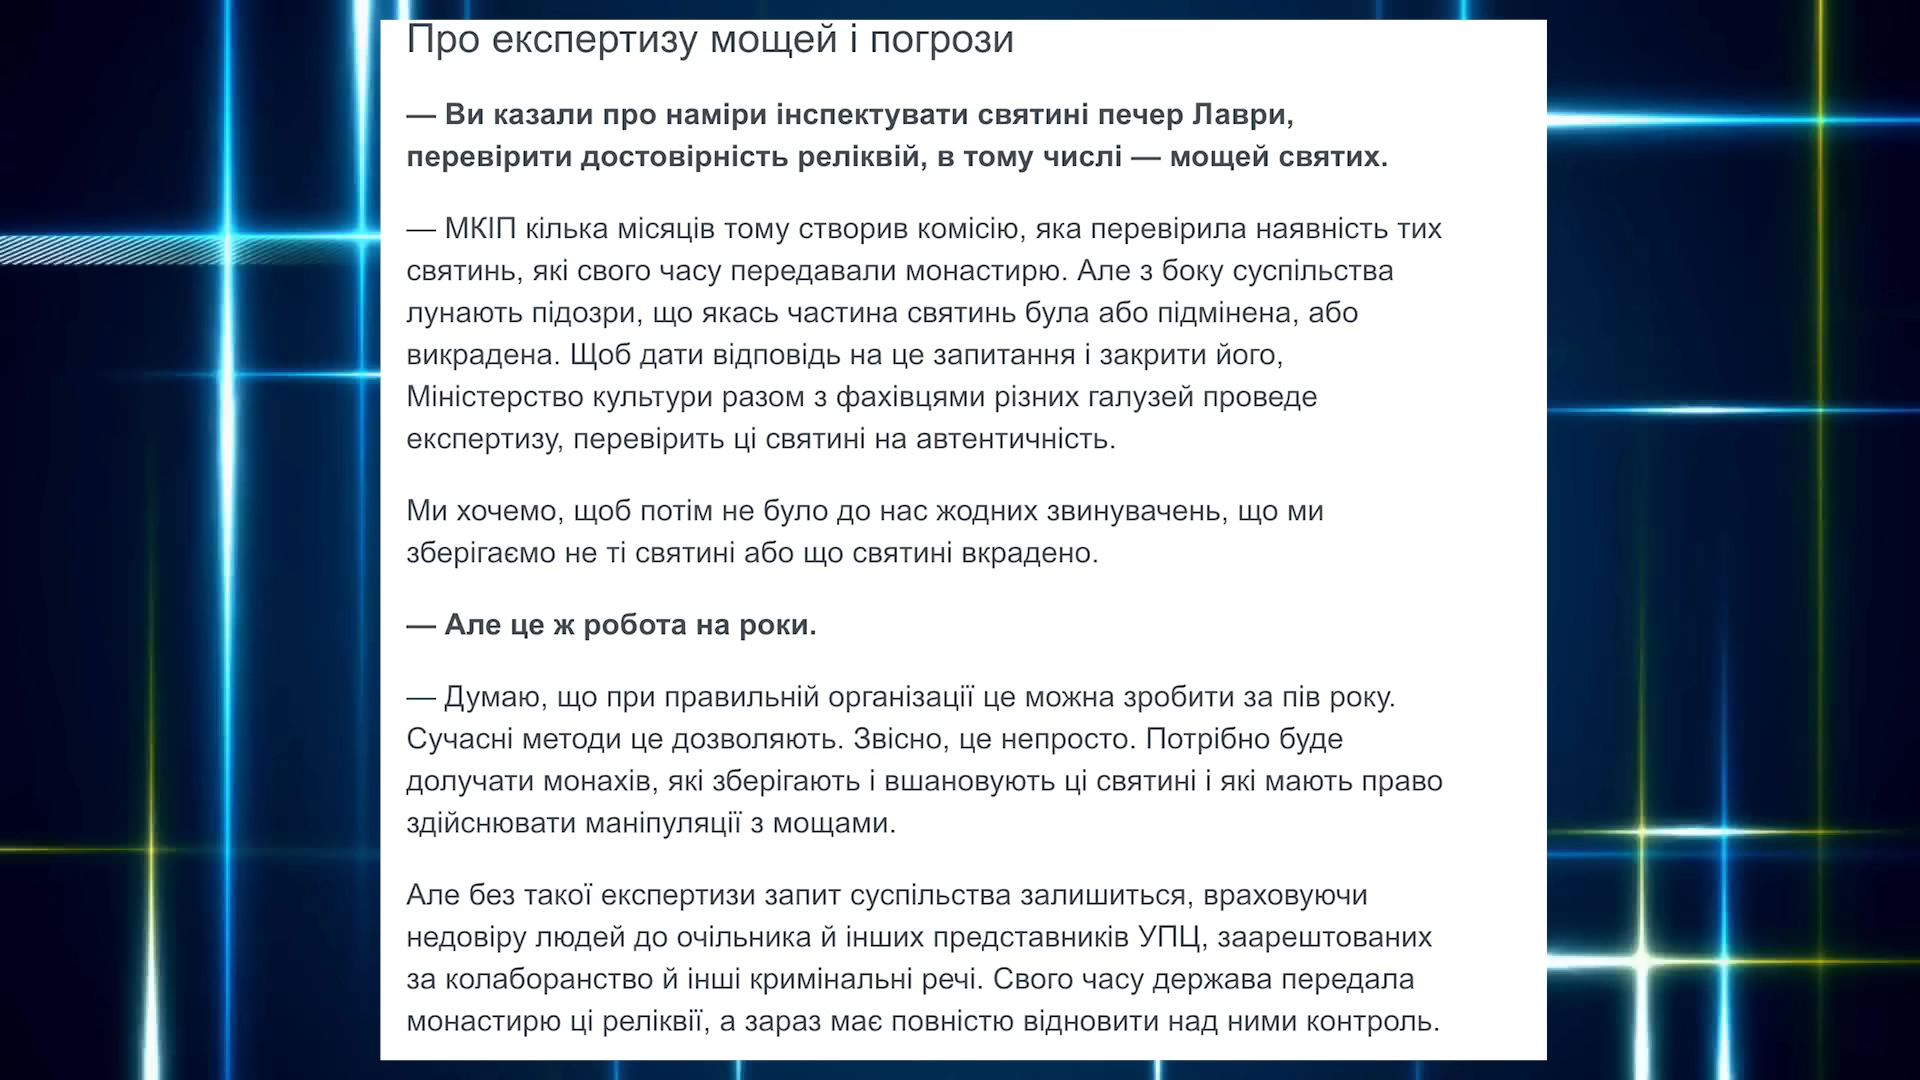 Про експертизу мощей і погрози
— Ви казали про наміри інспектувати святині печер Лаври,
перевірити достовірність реліквій, в тому числі — мощей святих.
— МКІП кілька місяців тому створив комісію, яка перевірила наявність тих
святинь, які свого часу передавали монастирю. Але з боку суспільства
лунають підозри, що якась частина святинь була або підмінена, або
викрадена. Щоб дати відповідь на це запитання і закрити його,
Міністерство культури разом з фахівцями різних галузей проведе
експертизу, перевірить ці святині на автентичність.
Ми хочемо, щоб потім не було до нас жодних звинувачень, що ми
зберігаємо не ті святині або що святині вкрадено.
— Але це ж робота на роки.
— Думаю, що при правильній організації це можна зробити за пів року.
Сучасні методи це дозволяють. Звісно, це непросто. Потрібно буде
долучати монахів, які зберігають і вшановують ці святині і які мають право
здійснювати маніпуляції з мощами.
Але без такої експертизи запит суспільства залишиться, враховуючи
недовіру людей до очільника й інших представників УПЦ, заарештованих
за колаборанство й інші кримінальні речі. Свого часу держава передала
монастирю ці реліквії, а зараз має повністю відновити над ними контроль.